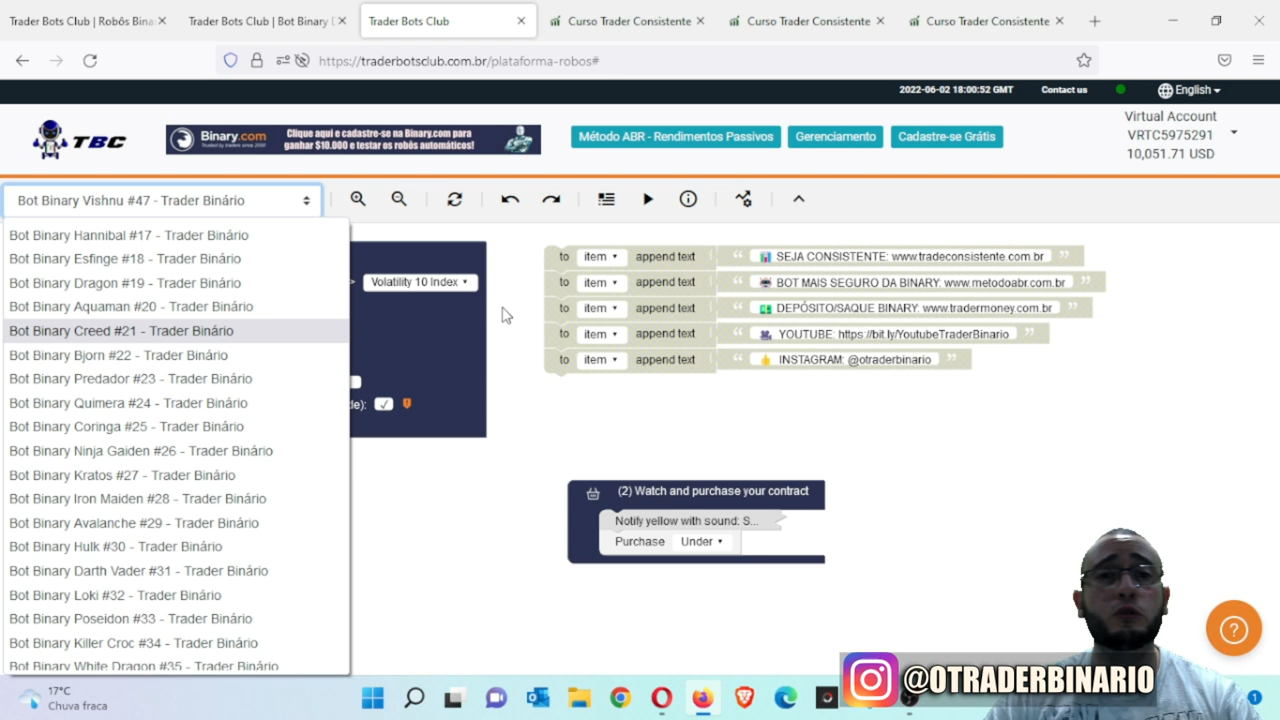 Trader Bots Club | Robôs Bina
Trader Bots Club | Bot Binary D
Trader Bots Club
Curso Trader Consistente
Curso Trader Consistente
Curso Trader Consistente
https://traderbotsclub.com.br/plataforma-robos#
2022-06-02 18:00:52 GMT
Contact us
English
TBC
Binary.com
Clique aqui e cadastre-se na Binary.com para
ganhar $10.000 e testar os robôs automáticos!
Método ABR - Rendimentos Passivos
Gerenciamento
Cadastre-se Grátis
Virtual Account
VRTC5975291
10,051.71 USD
Bot Binary Vishnu #47 - Trader Binário
Bot Binary Hannibal #17 - Trader Binário
Bot Binary Esfinge #18 - Trader Binário
Bot Binary Dragon #19 - Trader Binário
Bot Binary Aquaman #20 - Trader Binário
Bot Binary Creed #21 - Trader Binário
Bot Binary Bjorn #22 - Trader Binário
Bot Binary Predador #23 - Trader Binário
Bot Binary Quimera #24 - Trader Binário
Bot Binary Coringa #25 - Trader Binário
Bot Binary Ninja Gaiden #26 - Trader Binário
Bot Binary Kratos #27 - Trader Binário
Bot Binary Iron Maiden #28 - Trader Binário
Bot Binary Avalanche #29 - Trader Binário
Bot Binary Hulk #30 - Trader Binário
Bot Binary Darth Vader #31 - Trader Binário
Bot Binary Loki #32 - Trader Binário
Bot Binary Poseidon #33 - Trader Binário
Bot Binary Killer Croc #34 - Trader Binário
Bot Binary White Dragon #35 - Trader Binário
> Volatility 10 Index
de):
to item append text “ SEJA CONSISTENTE: www.tradeconsistente.com.br ”
to item append text “ BOT MAIS SEGURO DA BINARY: www.metodoabr.com.br ”
to item append text “ DEPÓSITO/SAQUE BINARY: www.tradermoney.com.br ”
to item append text “ YOUTUBE: https://bit.ly/YoutubeTraderBinario ”
to item append text “ INSTAGRAM: @otraderbinario ”
(2) Watch and purchase your contract
Notify yellow with sound: S...
Purchase Under
@OTRADERBINARIO
17°C
Chuva fraca
1